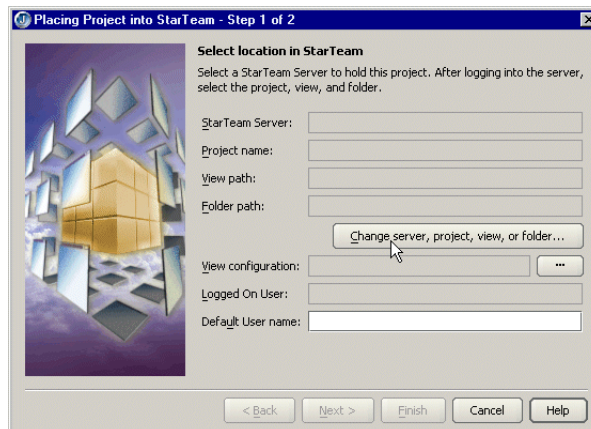 Placing Project into StarTeam - Step 1 of 2
Select location in StarTeam
Select a StarTeam Server to hold this project. After logging into the server,
select the project, view, and folder.
StarTeam Server:
Project name:
View path:
Folder path:
Change server, project, view, or folder...
View configuration:
...
Logged On User:
Default User name:
< Back Next > Finish Cancel Help